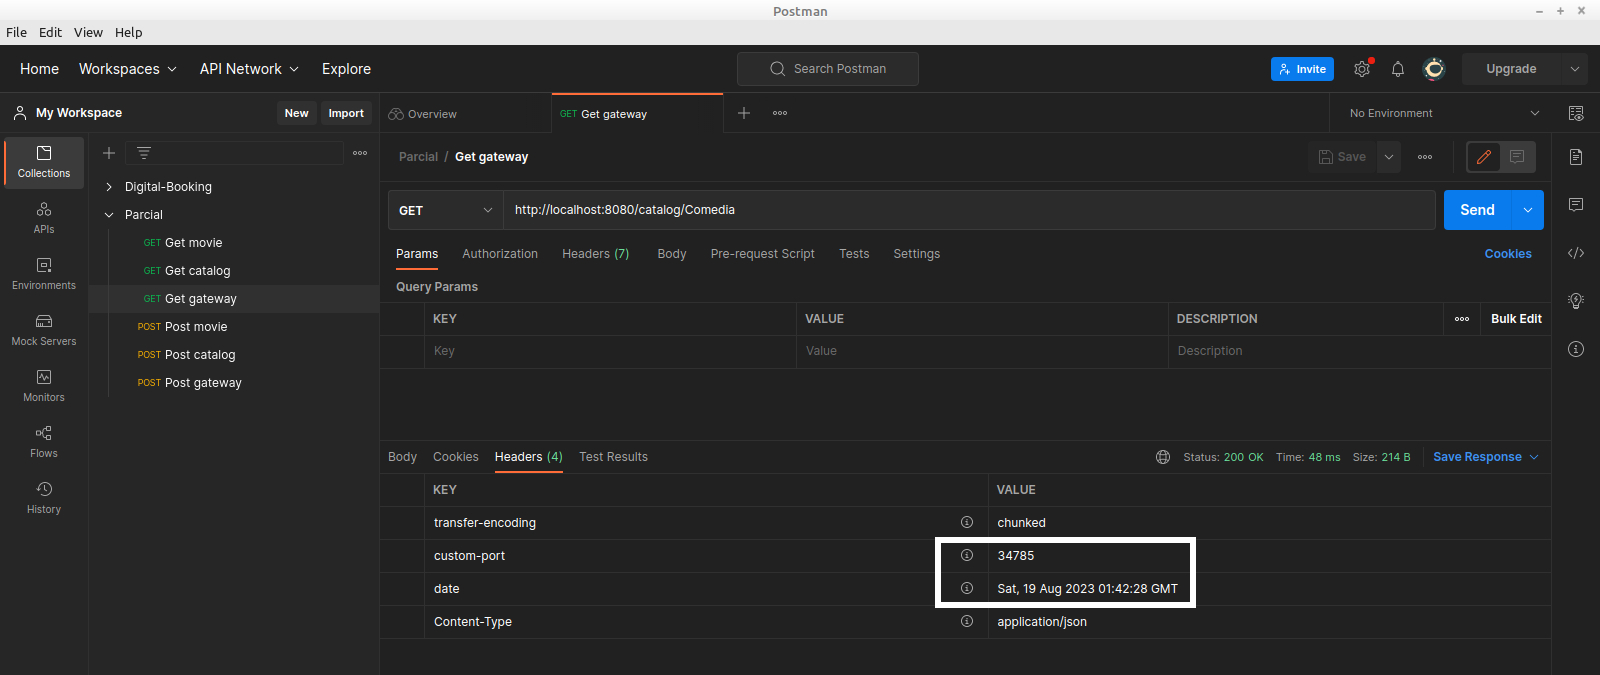 Postman
File Edit View Help
Home Workspaces API Network Explore Search Postman Invite Upgrade
My Workspace New Import
Overview GET Get gateway No Environment
Collections
APIs
Environments
Mock Servers
Monitors
Flows
History
Digital-Booking
Parcial
GET Get movie
GET Get catalog
GET Get gateway
POST Post movie
POST Post catalog
POST Post gateway
Parcial / Get gateway Save
GET http://localhost:8080/catalog/Comedia Send
Params Authorization Headers (7) Body Pre-request Script Tests Settings Cookies
Query Params
KEY VALUE DESCRIPTION Bulk Edit
Key Value Description
Body Cookies Headers (4) Test Results Status: 200 OK Time: 48 ms Size: 214 B Save Response
KEY VALUE
transfer-encoding chunked
custom-port 34785
date Sat, 19 Aug 2023 01:42:28 GMT
Content-Type application/json